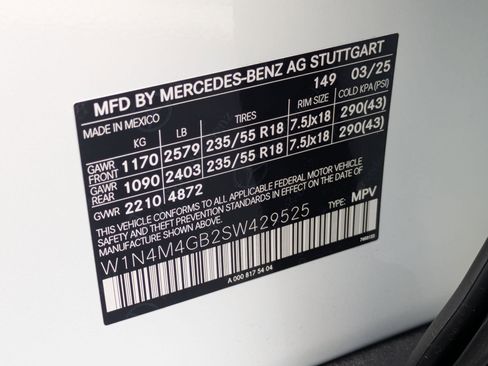 MFD BY MERCEDES-BENZ AG STUTTGART
149 03/25
MADE IN MEXICO
KG LB TIRES RIM SIZE COLD KPA(PSI)
GAWR FRONT 1170 2579 235/55 R18 7.5Jx18 290(43)
GAWR REAR 1090 2403 235/55 R18 7.5Jx18 290(43)
GVWR 2210 4872
THIS VEHICLE CONFORMS TO ALL APPLICABLE FEDERAL MOTOR VEHICLE
SAFETY AND THEFT PREVENTION STANDARDS IN EFFECT ON THE DATE OF
MANUFACTURE SHOWN ABOVE.
W1N4M4GB2SW429525 TYPE: MPV
A 000 817 54 04